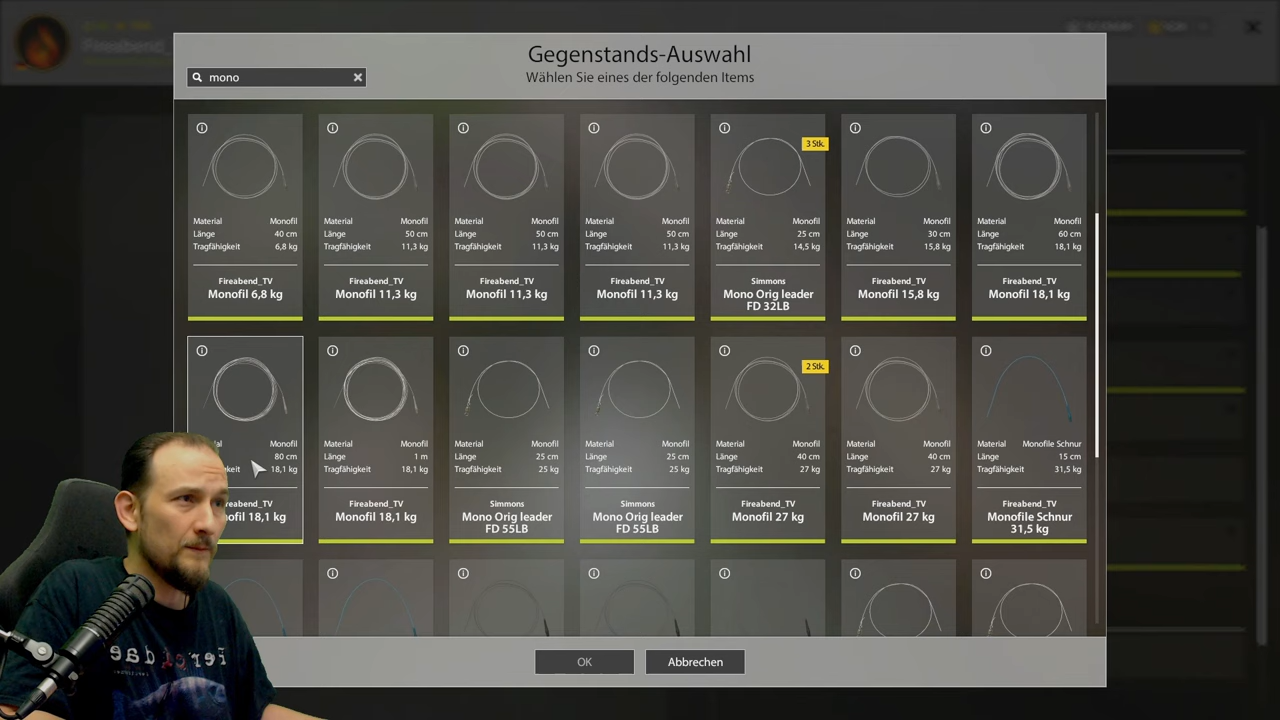 Gegenstands-Auswahl
mono
Wählen Sie eines der folgenden Items
3 Stk.
Material Monofil
Länge 40 cm
Tragfähigkeit 6,8 kg
Fireabend_TV
Monofil 6,8 kg
Material Monofil
Länge 50 cm
Tragfähigkeit 11,3 kg
Fireabend_TV
Monofil 11,3 kg
Material Monofil
Länge 50 cm
Tragfähigkeit 11,3 kg
Fireabend_TV
Monofil 11,3 kg
Material Monofil
Länge 50 cm
Tragfähigkeit 11,3 kg
Fireabend_TV
Monofil 11,3 kg
Material Monofil
Länge 25 cm
Tragfähigkeit 14,5 kg
Simmons
Mono Orig leader
FD 32LB
Material Monofil
Länge 30 cm
Tragfähigkeit 15,8 kg
Fireabend_TV
Monofil 15,8 kg
Material Monofil
Länge 60 cm
Tragfähigkeit 18,1 kg
Fireabend_TV
Monofil 18,1 kg
2 Stk.
Monofil
80 cm
18,1 kg
18,1 kg
Material Monofil
Länge 1 m
Tragfähigkeit 18,1 kg
Fireabend_TV
Monofil 18,1 kg
Material Monofil
Länge 25 cm
Tragfähigkeit 25 kg
Simmons
Mono Orig leader
FD 55LB
Material Monofil
Länge 25 cm
Tragfähigkeit 25 kg
Simmons
Mono Orig leader
FD 55LB
Material Monofil
Länge 40 cm
Tragfähigkeit 27 kg
Fireabend_TV
Monofil 27 kg
Material Monofil
Länge 40 cm
Tragfähigkeit 27 kg
Fireabend_TV
Monofil 27 kg
Material Monofile Schnur
Länge 15 cm
Tragfähigkeit 31,5 kg
Fireabend_TV
Monofile Schnur
31,5 kg
OK
Abbrechen